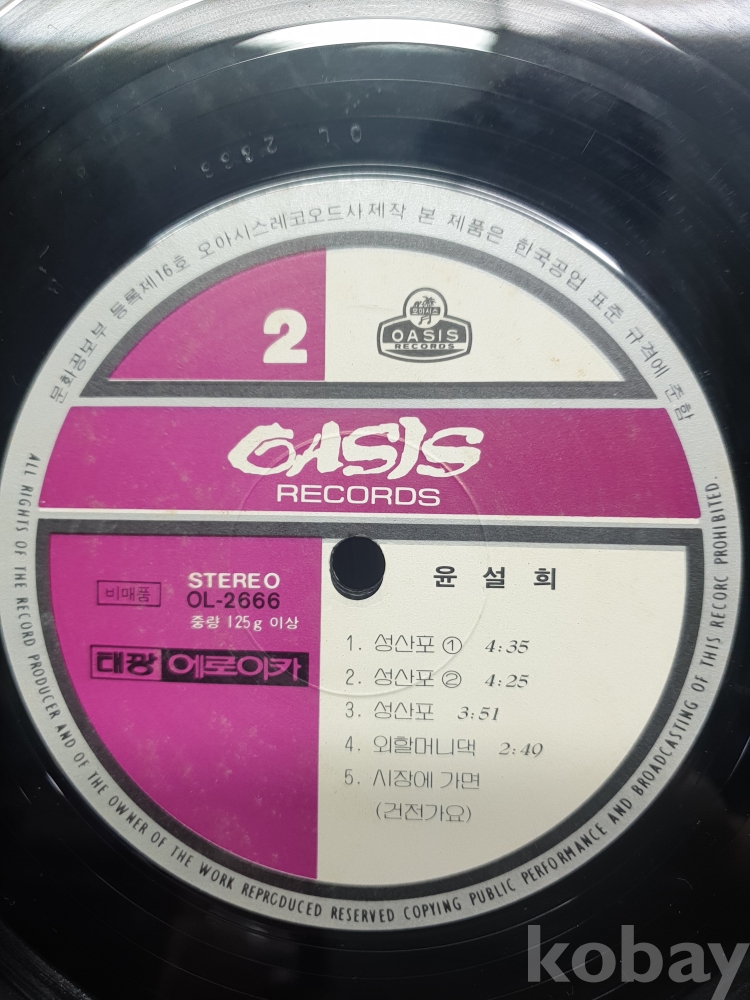 OL 2333
문화공보부 등록제16호 오아시스레코오드사제작 본 제품은 한국공업 표준 규격에 준함
2
오아시스
OASIS
RECORDS
OASIS
RECORDS
비매품
STEREO
OL-2666
중량 125g 이상
대광 에로이카
윤설희
1. 성산포 ① 4:35
2. 성산포 ② 4:25
3. 성산포 3:51
4. 외할머니댁 2:49
5. 시장에 가면
(건전가요)
ALL RIGHTS OF THE RECORD PRODUCER AND OF THE OWNER OF THE WORK REPRCDUCED RESERVED COPYING PUBLIC PERFORMANCE AND BROADCASTING OF THIS RECORC PROHIBITED.
kobay